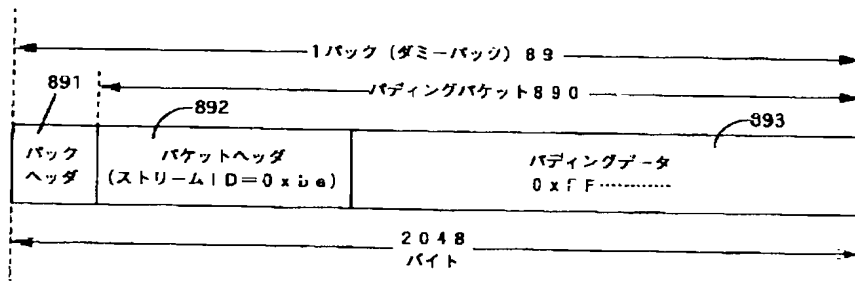 1パック(ダミーパック)89
891
パディングパケット890
892
893
パック
ヘッダ
パケットヘッダ
(ストリームID=0xbe)
パディングデータ
0xFF…………
2048
バイト